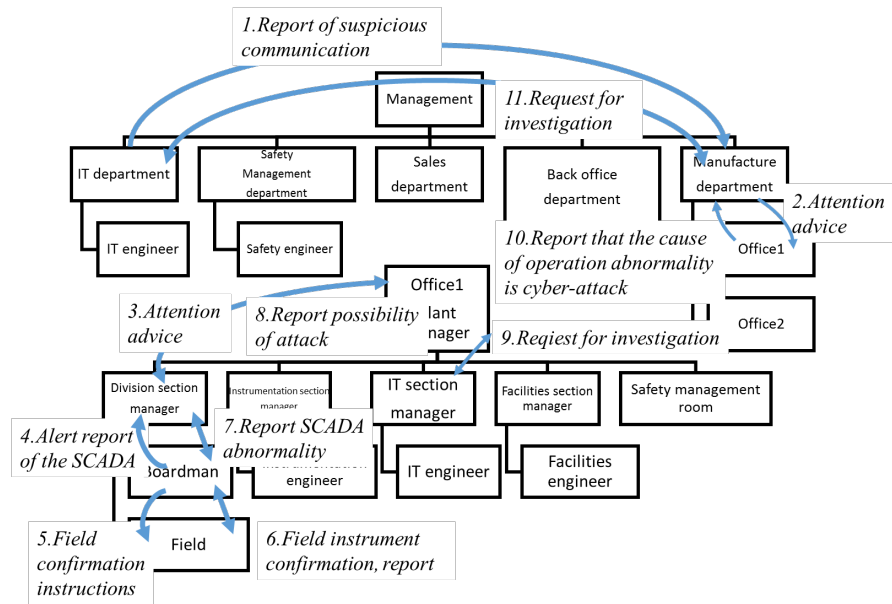 1.Report of suspicious
communication
Management
11.Request for
investigation
IT department
Safety
Management
department
Sales
department
Back office
department
Manufacture
department
2.Attention
advice
IT engineer
Safety engineer
Office1
10.Report that the cause
of operation abnormality
is cyber-attack
Office1
3.Attention
advice
8.Report possibility
of attack
9.Reqiest for investigation
Office2
Division section
manager
Instrumentation section
IT section
manager
Facilities section
manager
Safety management
room
4.Alert report
of the SCADA
7.Report SCADA
abnormality
engineer
IT engineer
Facilities
engineer
5.Field
confirmation
instructions
Field
6.Field instrument
confirmation, report